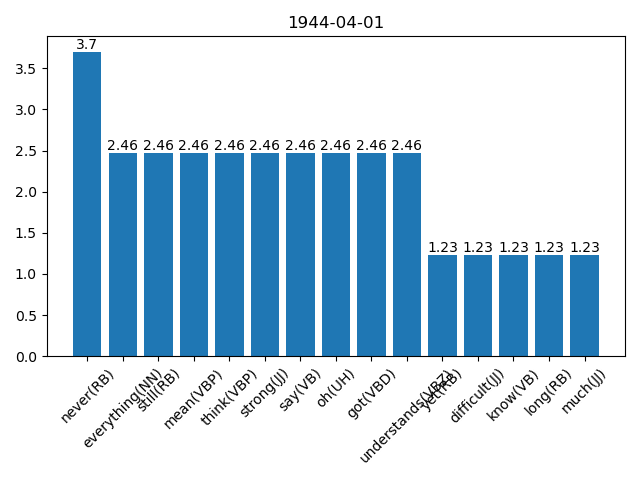 1944-04-01
3.7
2.46 2.46 2.46 2.46 2.46 2.46 2.46 2.46 2.46
1.23 1.23 1.23 1.23 1.23
3.5
3.0
2.5
2.0
1.5
1.0
0.5
0.0
never(RB)
everything(NN)
still(RB)
mean(VBP)
think(VBP)
strong(JJ)
say(VB)
oh(UH)
got(VBD)
understands(VBZ)
yet(RB)
difficult(JJ)
know(VB)
long(RB)
much(JJ)